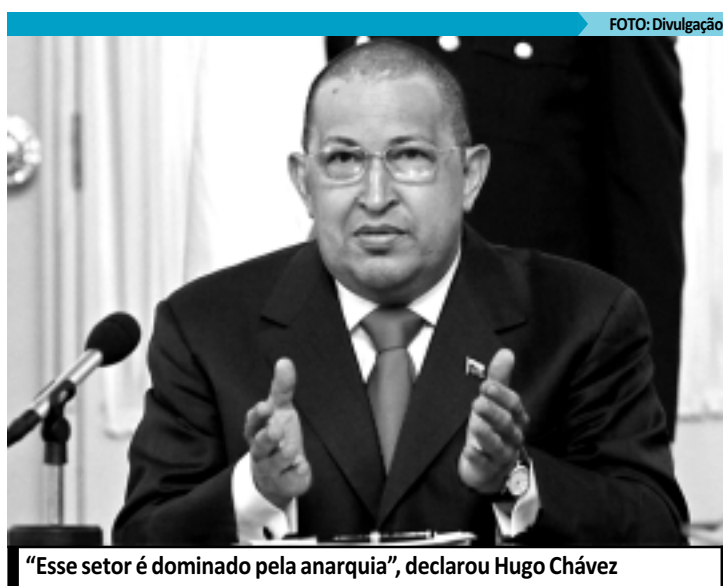 FOTO: Divulgação
“Esse setor é dominado pela anarquia”, declarou Hugo Chávez